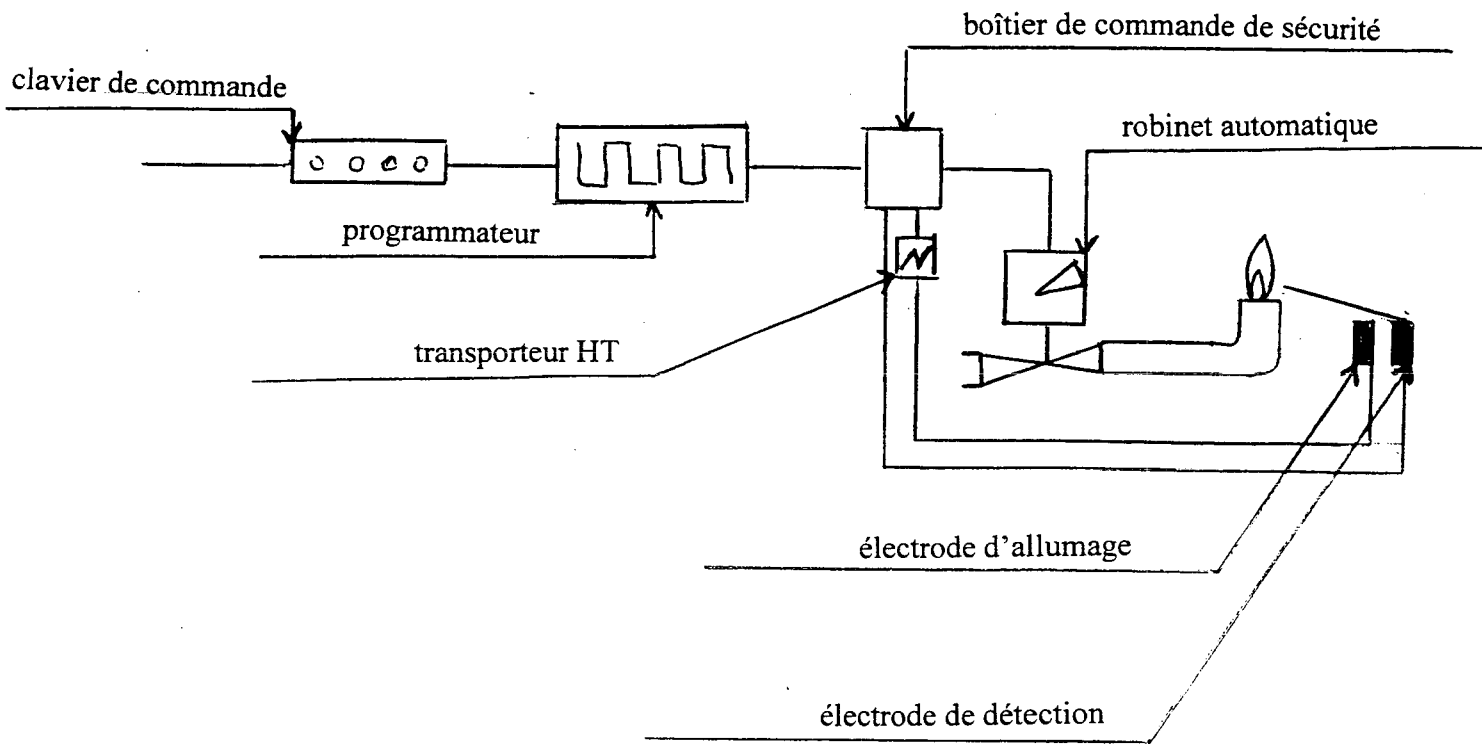 boîtier de commande de sécurité
clavier de commande
robinet automatique
programmateur
transporteur HT
électrode d'allumage
électrode de détection